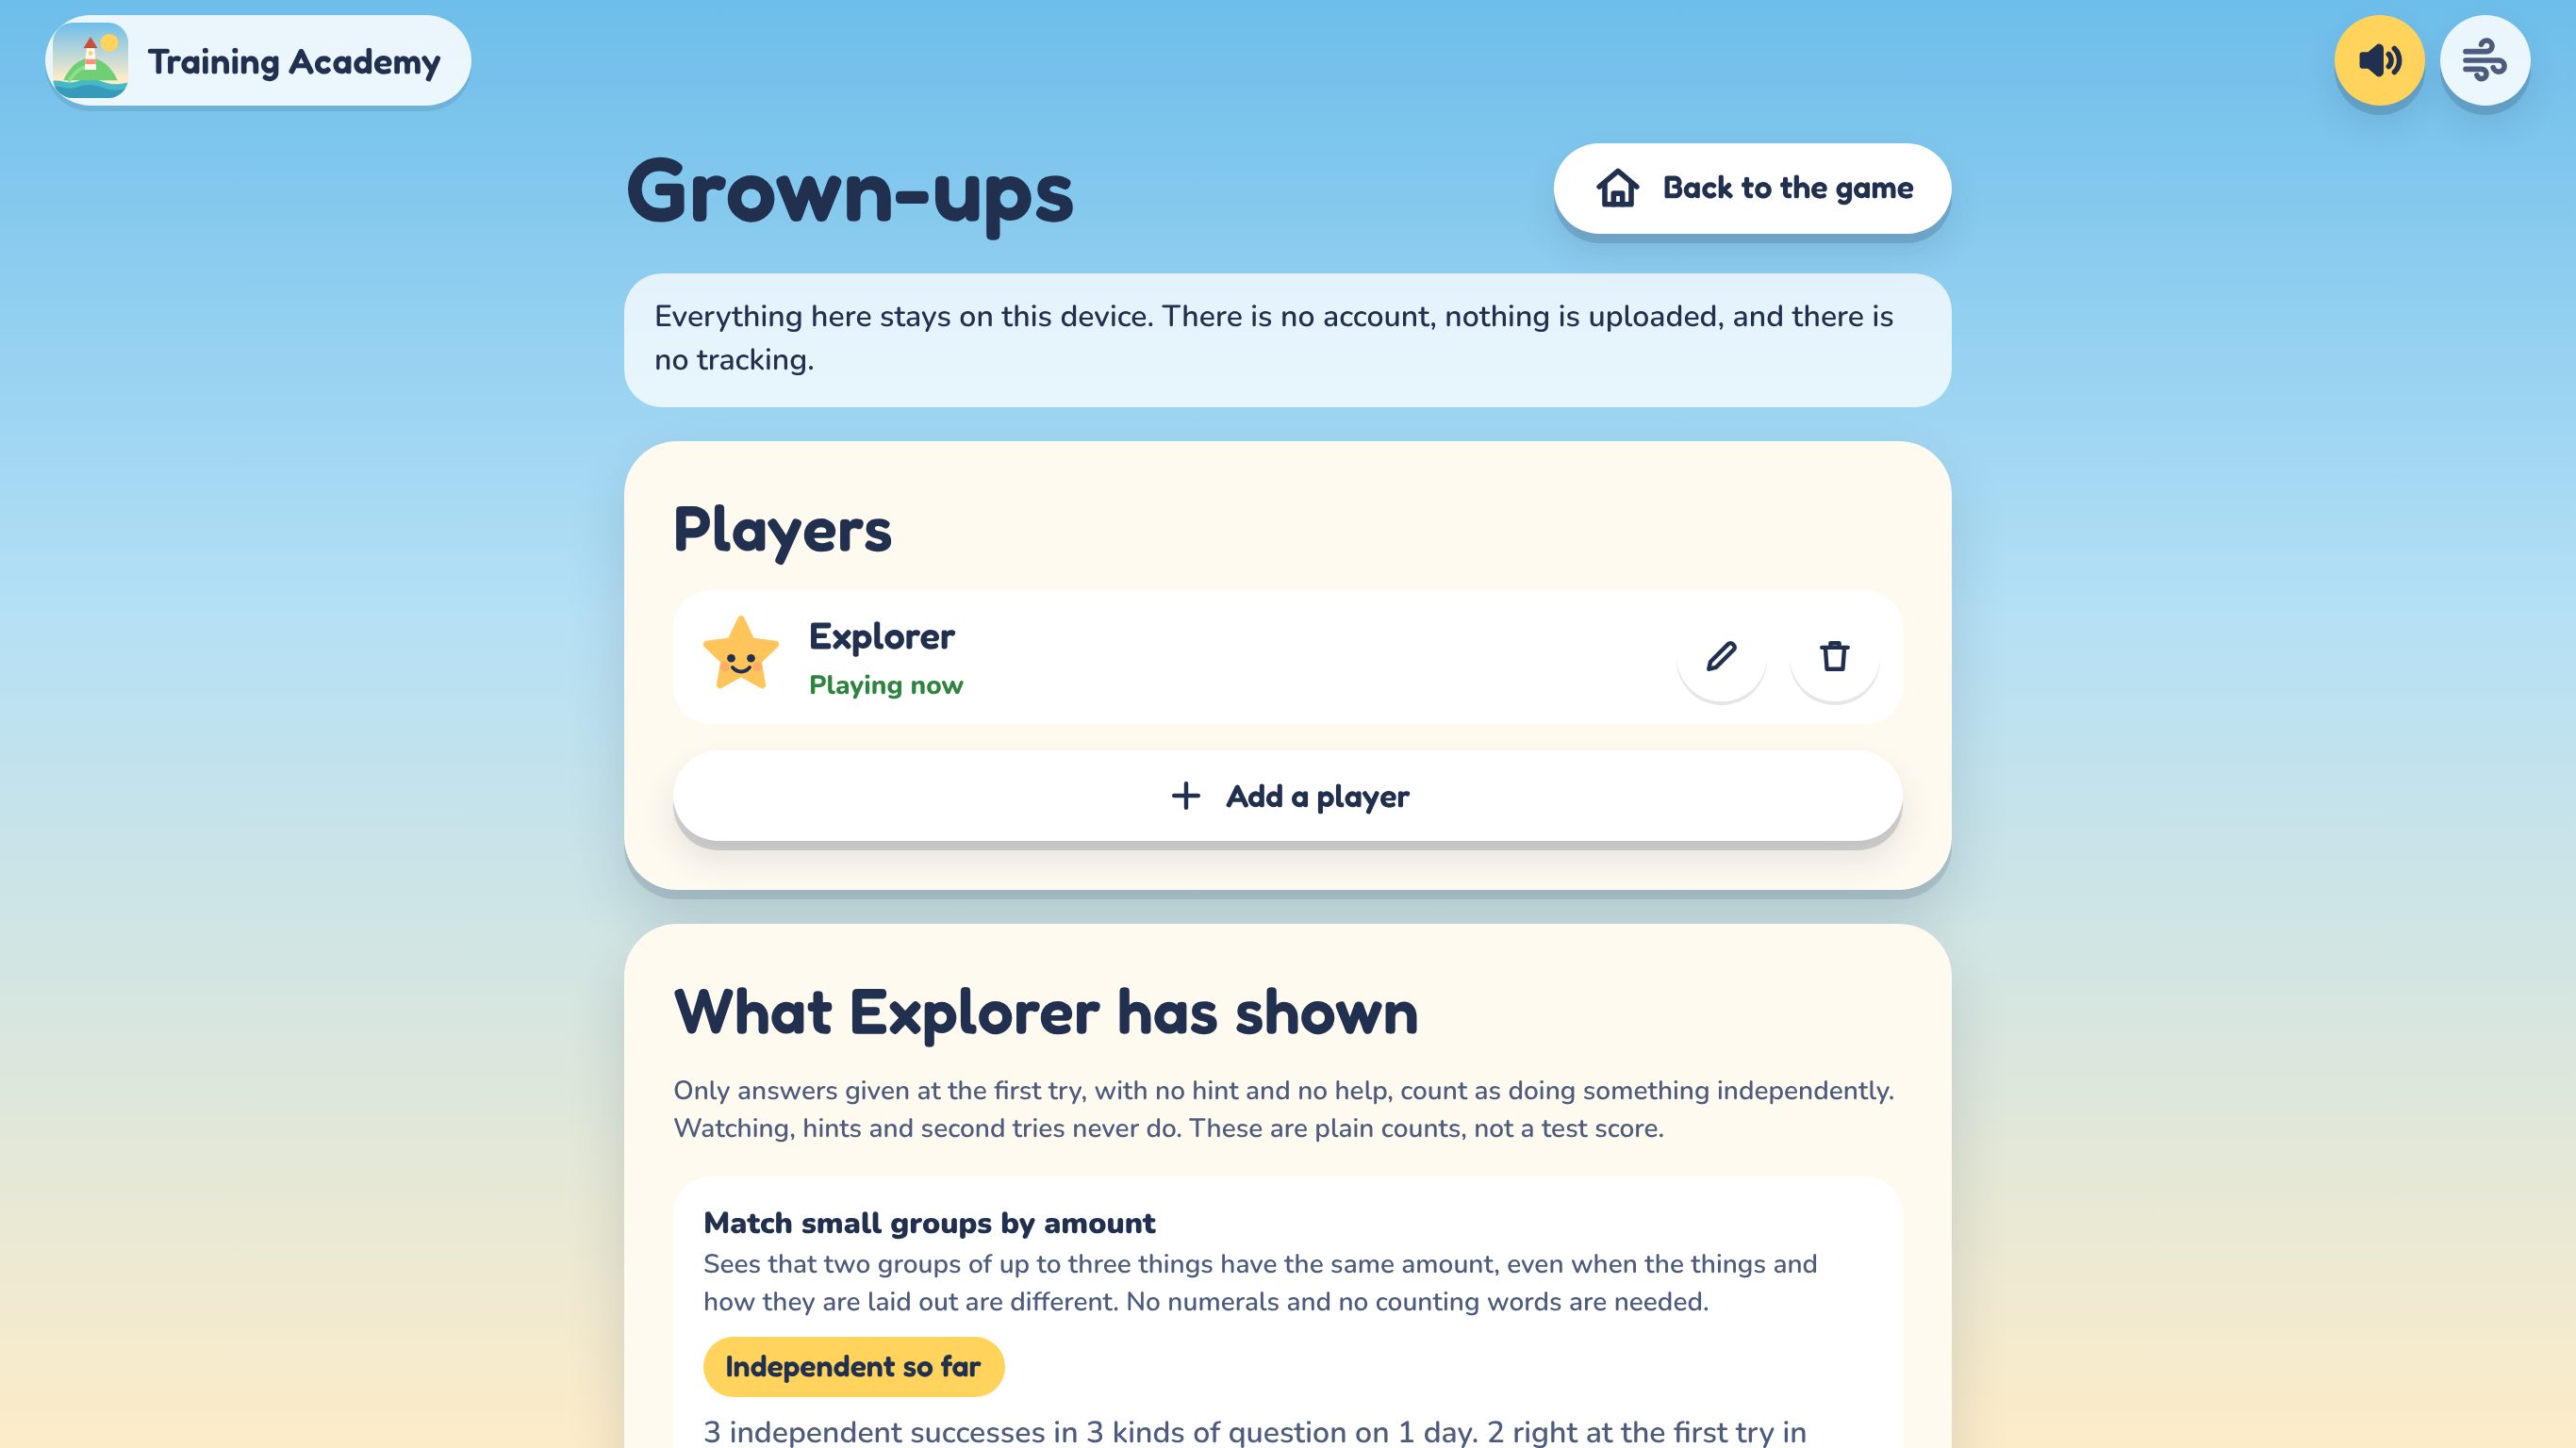 Training Academy
Grown-ups
Back to the game
Everything here stays on this device. There is no account, nothing is uploaded, and there is
no tracking.
Players
Explorer
Playing now
Add a player
What Explorer has shown
Only answers given at the first try, with no hint and no help, count as doing something independently.
Watching, hints and second tries never do. These are plain counts, not a test score.
Match small groups by amount
Sees that two groups of up to three things have the same amount, even when the things and
how they are laid out are different. No numerals and no counting words are needed.
Independent so far
3 independent successes in 3 kinds of question on 1 day. 2 right at the first try in